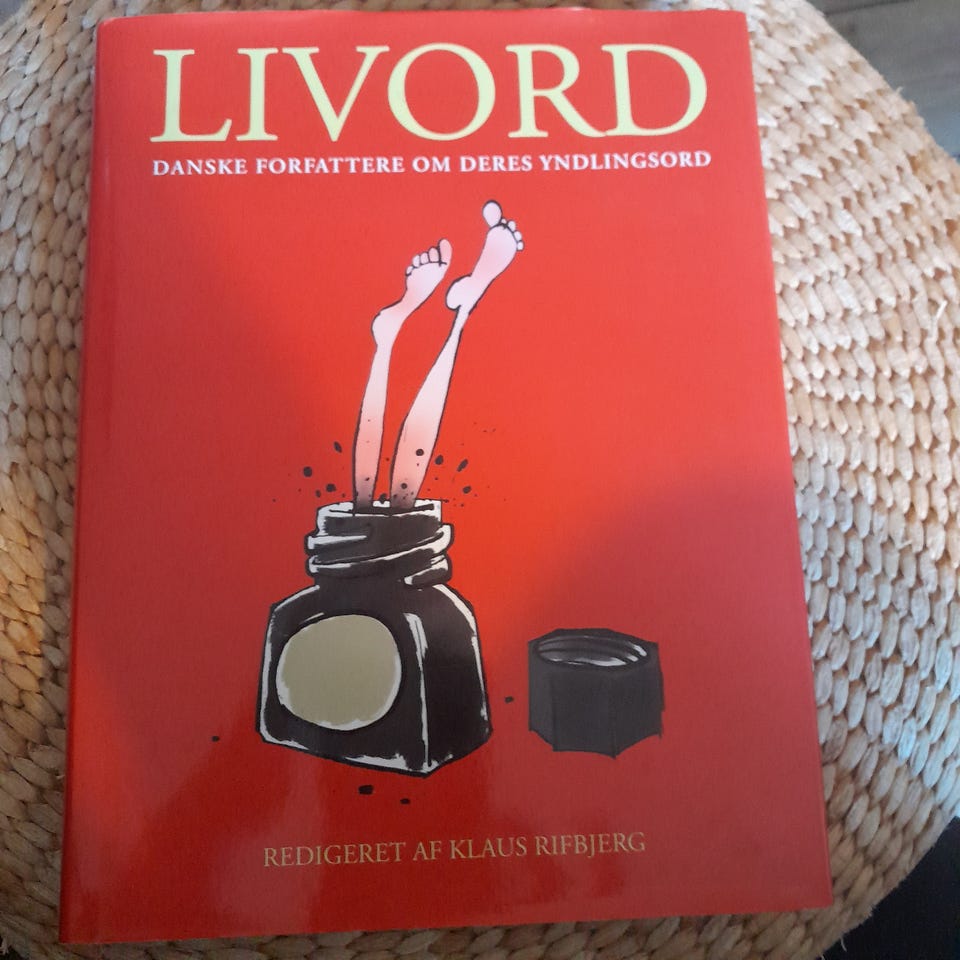 LIVORD
DANSKE FORFATTERE OM DERES YNDLINGSORD
REDIGERET AF KLAUS RIFBJERG